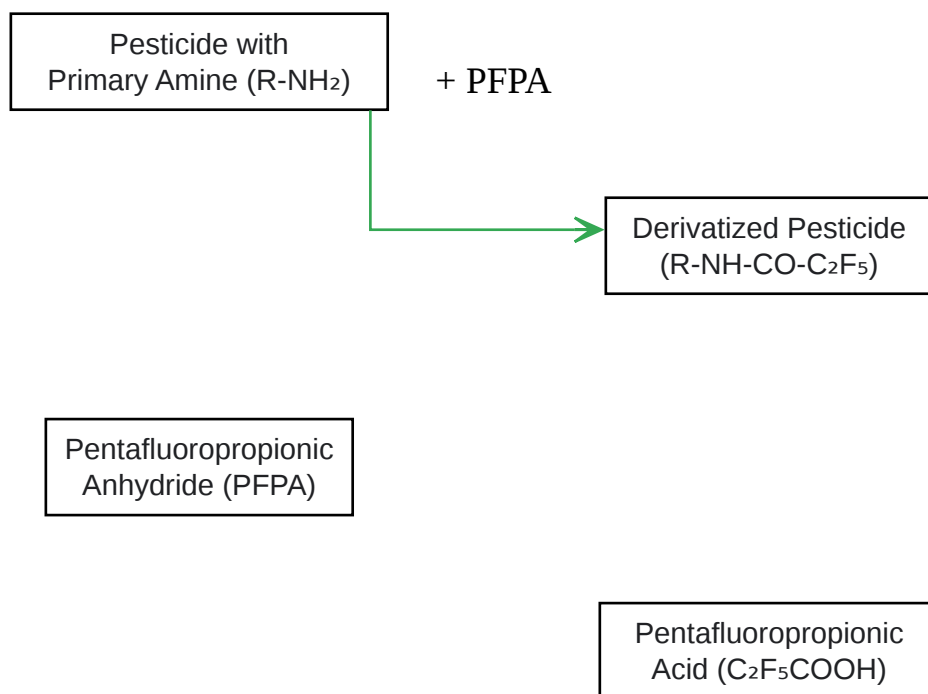 Pesticide with
Primary Amine (R-NH₂)
+ PFPA
Derivatized Pesticide
(R-NH-CO-C₂F₅)
Pentafluoropropionic
Anhydride (PFPA)
Pentafluoropropionic
Acid (C₂F₅COOH)